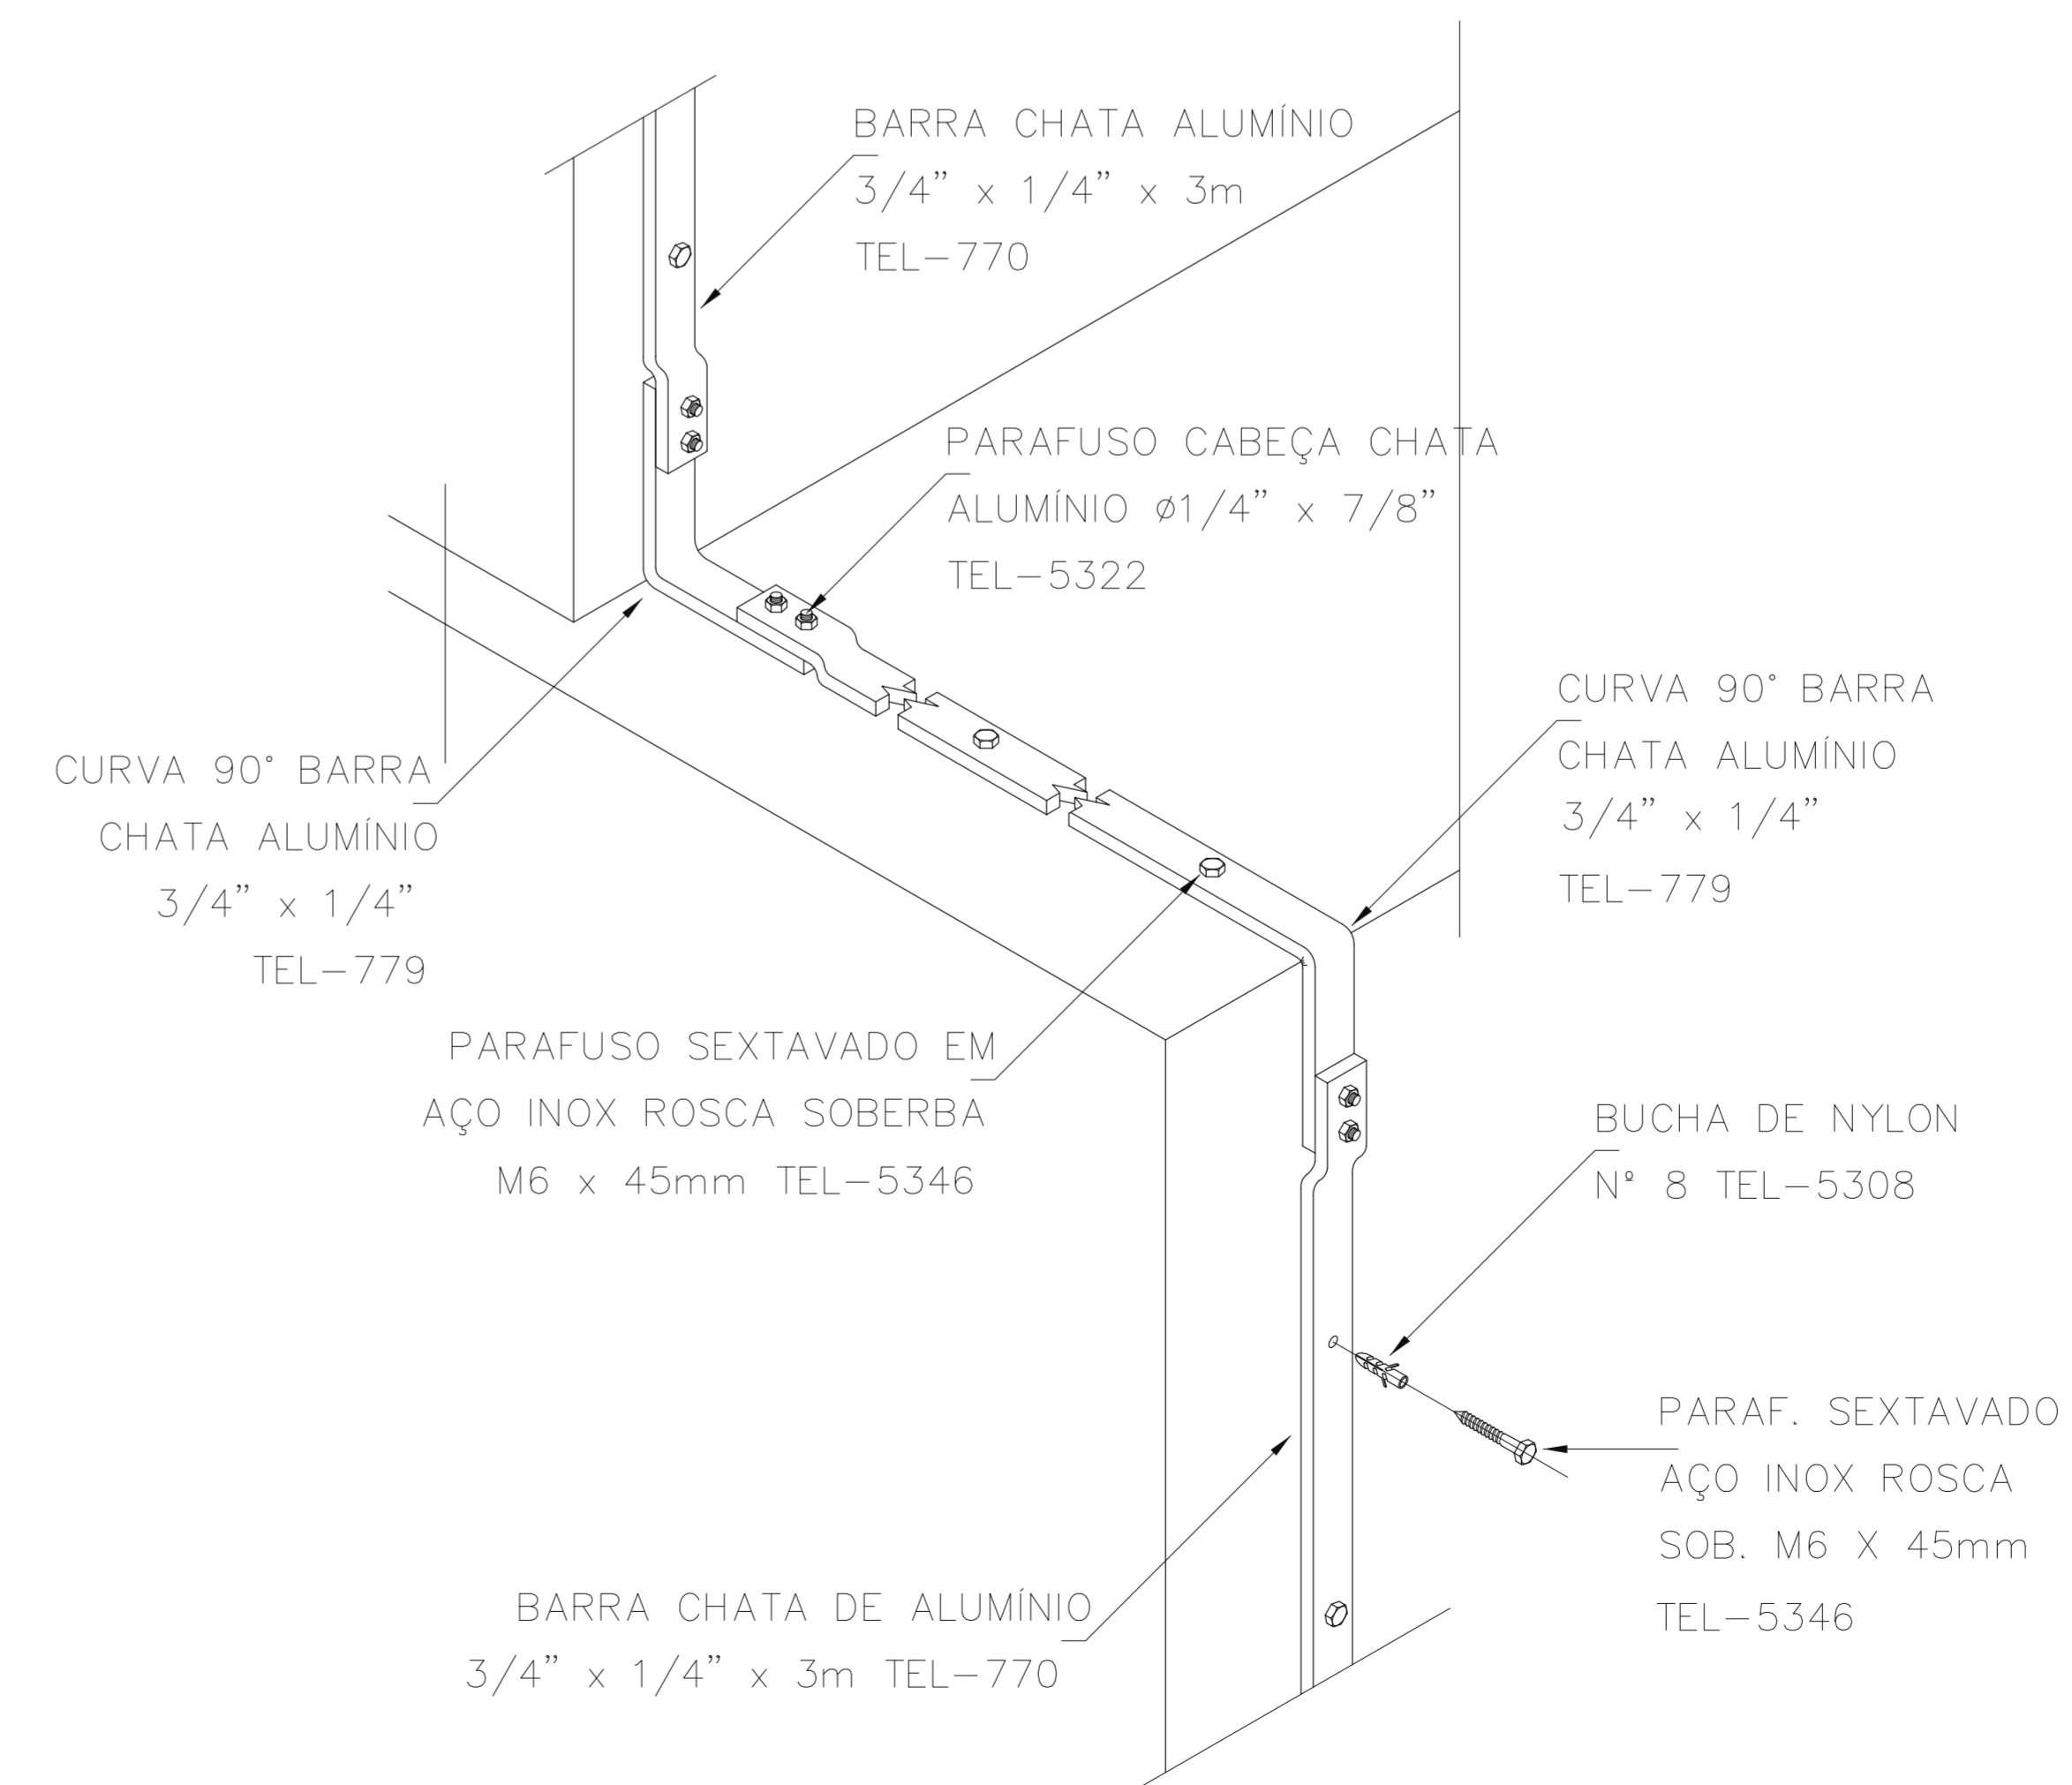 BARRA CHATA ALUMÍNIO
3/4” x 1/4” x 3m
TEL-770
PARAFUSO CABEÇA CHATA
ALUMÍNIO ø1/4” x 7/8”
TEL-5322
CURVA 90° BARRA
CHATA ALUMÍNIO
3/4” x 1/4”
TEL-779
CURVA 90° BARRA
CHATA ALUMÍNIO
3/4” x 1/4”
TEL-779
PARAFUSO SEXTAVADO EM
AÇO INOX ROSCA SOBERBA
M6 x 45mm TEL-5346
BUCHA DE NYLON
Nº 8 TEL-5308
PARAF. SEXTAVADO
AÇO INOX ROSCA
SOB. M6 X 45mm
TEL-5346
BARRA CHATA DE ALUMÍNIO
3/4” x 1/4” x 3m TEL-770